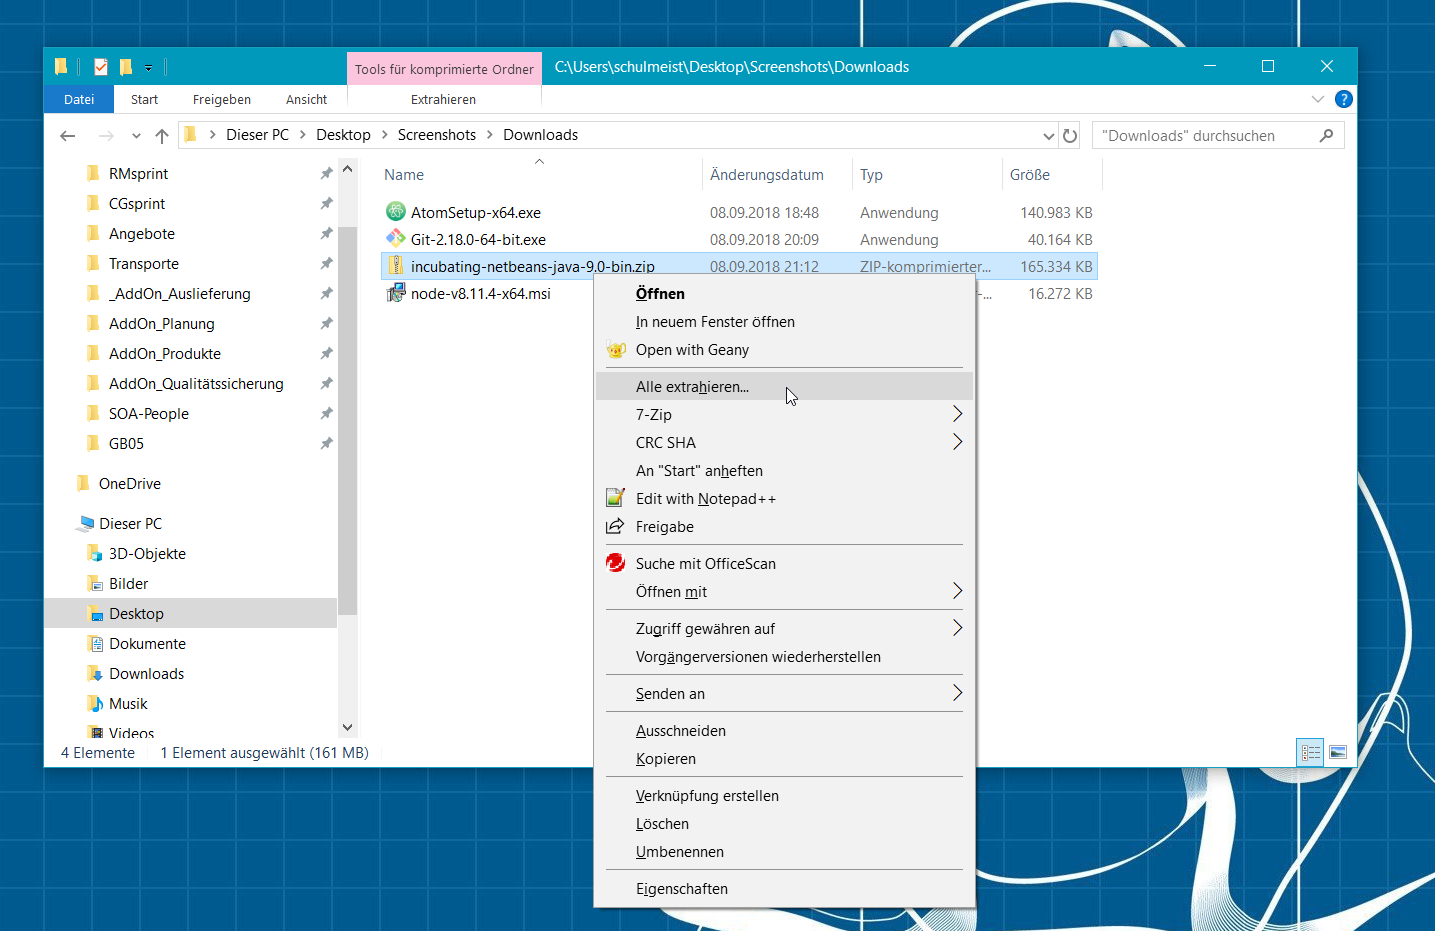 Tools für komprimierte Ordner
C:\Users\schulmeist\Desktop\Screenshots\Downloads
Datei
Start
Freigeben
Ansicht
Extrahieren
?
Dieser PC
Desktop
Screenshots
Downloads
"Downloads" durchsuchen
RMsprint
CGsprint
Angebote
Transporte
_AddOn_Auslieferung
AddOn_Planung
AddOn_Produkte
AddOn_Qualitätssicherung
SOA-People
GB05
OneDrive
Dieser PC
3D-Objekte
Bilder
Desktop
Dokumente
Downloads
Musik
Videos
Name Änderungsdatum Typ Größe
AtomSetup-x64.exe 08.09.2018 18:48 Anwendung 140.983 KB
Git-2.18.0-64-bit.exe 08.09.2018 20:09 Anwendung 40.164 KB
incubating-netbeans-java-9.0-bin.zip 08.09.2018 21:12 ZIP-komprimierter... 165.334 KB
node-v8.11.4-x64.msi -... 16.272 KB
Öffnen
In neuem Fenster öffnen
Open with Geany
Alle extrahieren...
7-Zip
CRC SHA
An "Start" anheften
Edit with Notepad++
Freigabe
Suche mit OfficeScan
Öffnen mit
Zugriff gewähren auf
Vorgängerversionen wiederherstellen
Senden an
Ausschneiden
Kopieren
Verknüpfung erstellen
Löschen
Umbenennen
Eigenschaften
4 Elemente
1 Element ausgewählt (161 MB)